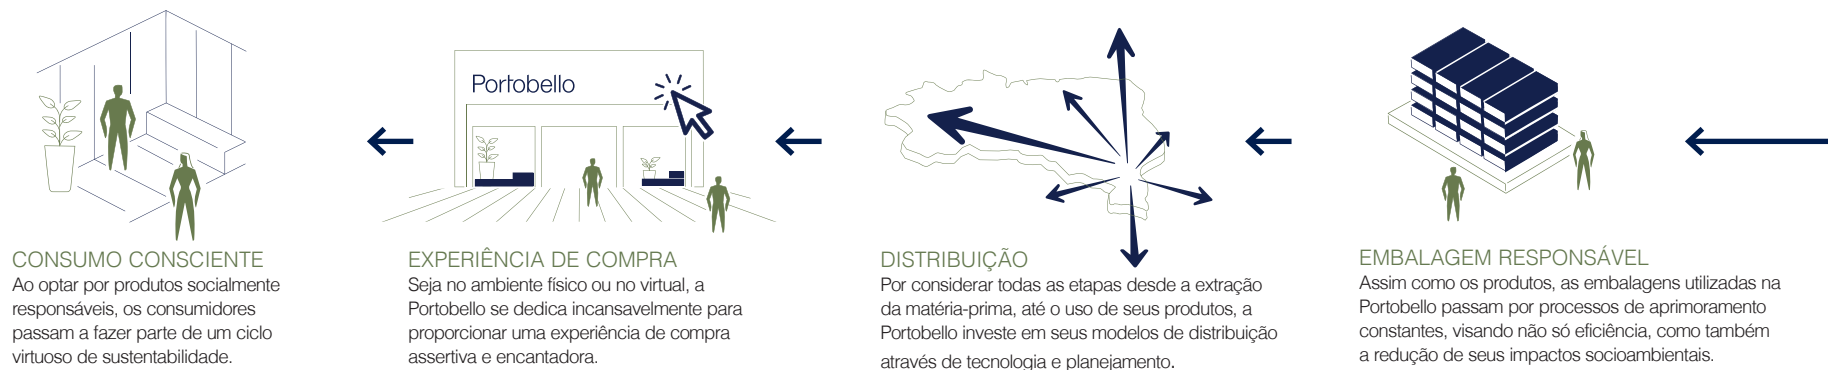 Portobello
CONSUMO CONSCIENTE
Ao optar por produtos socialmente
responsáveis, os consumidores
passam a fazer parte de um ciclo
virtuoso de sustentabilidade.
EXPERIÊNCIA DE COMPRA
Seja no ambiente físico ou no virtual, a
Portobello se dedica incansavelmente para
proporcionar uma experiência de compra
assertiva e encantadora.
DISTRIBUIÇÃO
Por considerar todas as etapas desde a extração
da matéria-prima, até o uso de seus produtos, a
Portobello investe em seus modelos de distribuição
através de tecnologia e planejamento.
EMBALAGEM RESPONSÁVEL
Assim como os produtos, as embalagens utilizadas na
Portobello passam por processos de aprimoramento
constantes, visando não só eficiência, como também
a redução de seus impactos socioambientais.